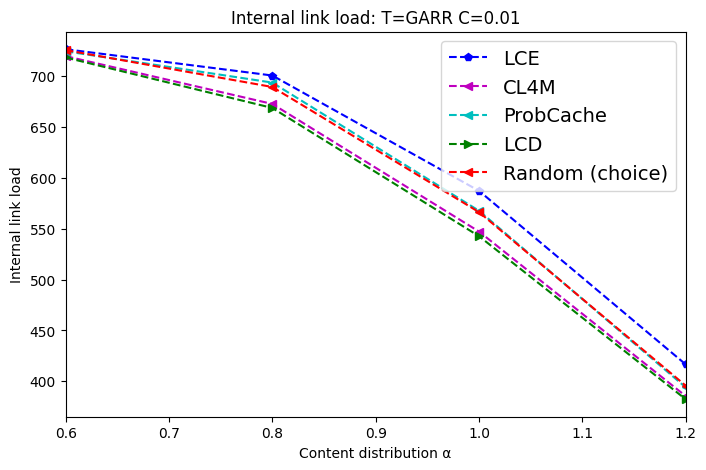 Internal link load: T=GARR C=0.01
LCE
CL4M
ProbCache
LCD
Random (choice)
Internal link load
700
650
600
550
500
450
400
0.6 0.7 0.8 0.9 1.0 1.1 1.2
Content distribution α